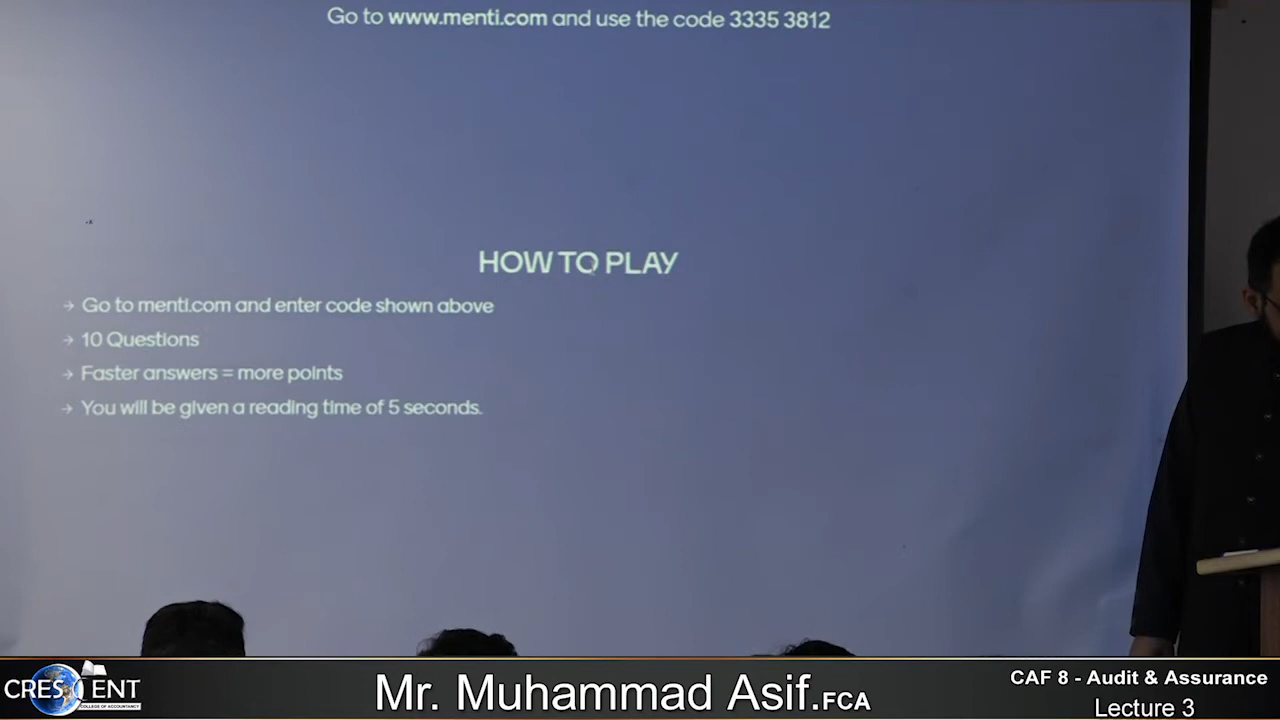 Go to www.menti.com and use the code 3335 3812
HOW TO PLAY
→ Go to menti.com and enter code shown above
→ 10 Questions
→ Faster answers = more points
→ You will be given a reading time of 5 seconds.
CRESCENT
COLLEGE OF ACCOUNTANCY
Mr. Muhammad Asif.FCA
CAF 8 - Audit & Assurance
Lecture 3